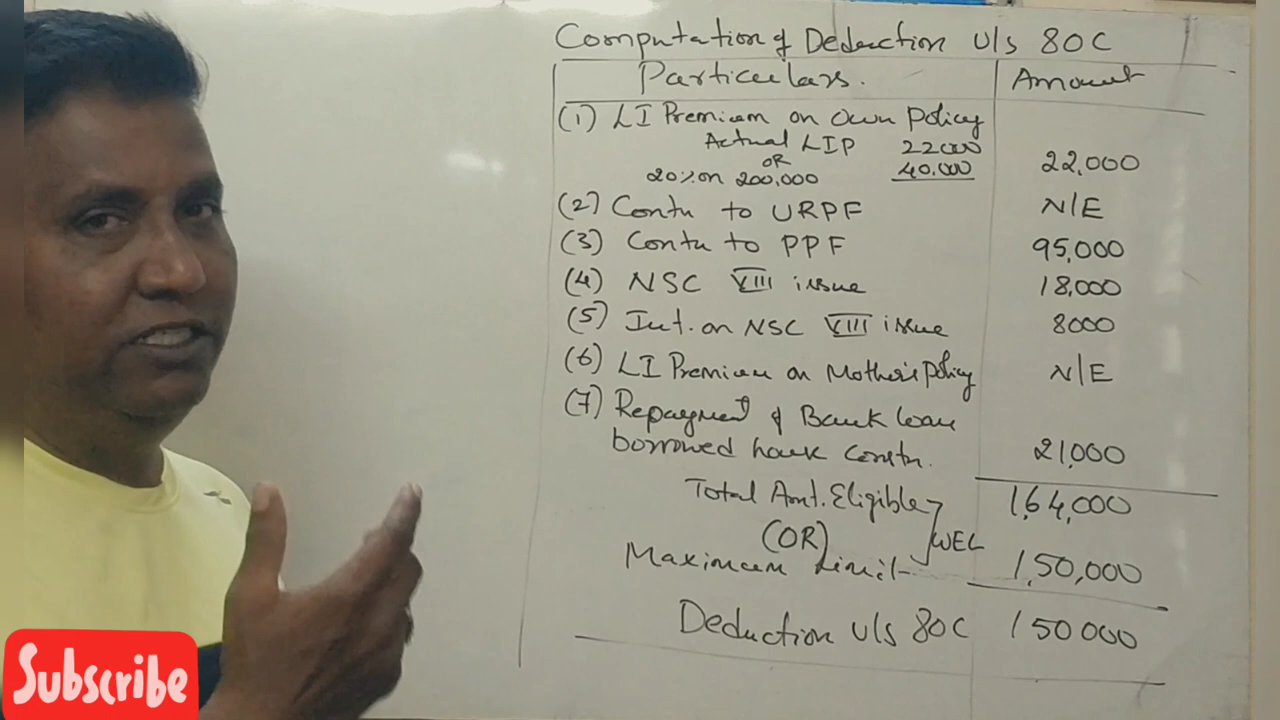 Computation of Deduction U/s 80C
Particulars. Amount
(1) LI Premium on Own Policy
Actual LIP 22000
OR
20% on 200,000 40,000 22,000
(2) Contn to URPF N/E
(3) Contn to PPF 95,000
(4) NSC VIII issue 18,000
(5) Int. on NSC VIII issue 8000
(6) LI Premium on Mother's Policy N/E
(7) Repayment of Bank loan
borrowed house Constn. 21,000
Total Amt. Eligible 1,64,000
(OR) WEL
Maximum Limit 1,50,000
Deduction U/s 80C 150000
Subscribe